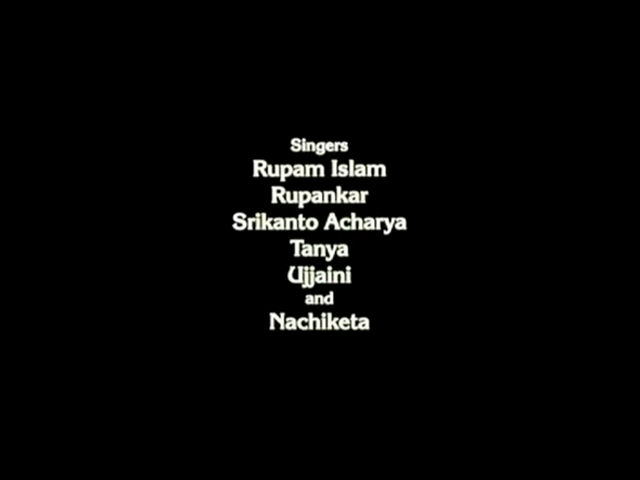 Singers
Rupam Islam
Rupankar
Srikanto Acharya
Tanya
Ujjaini
and
Nachiketa